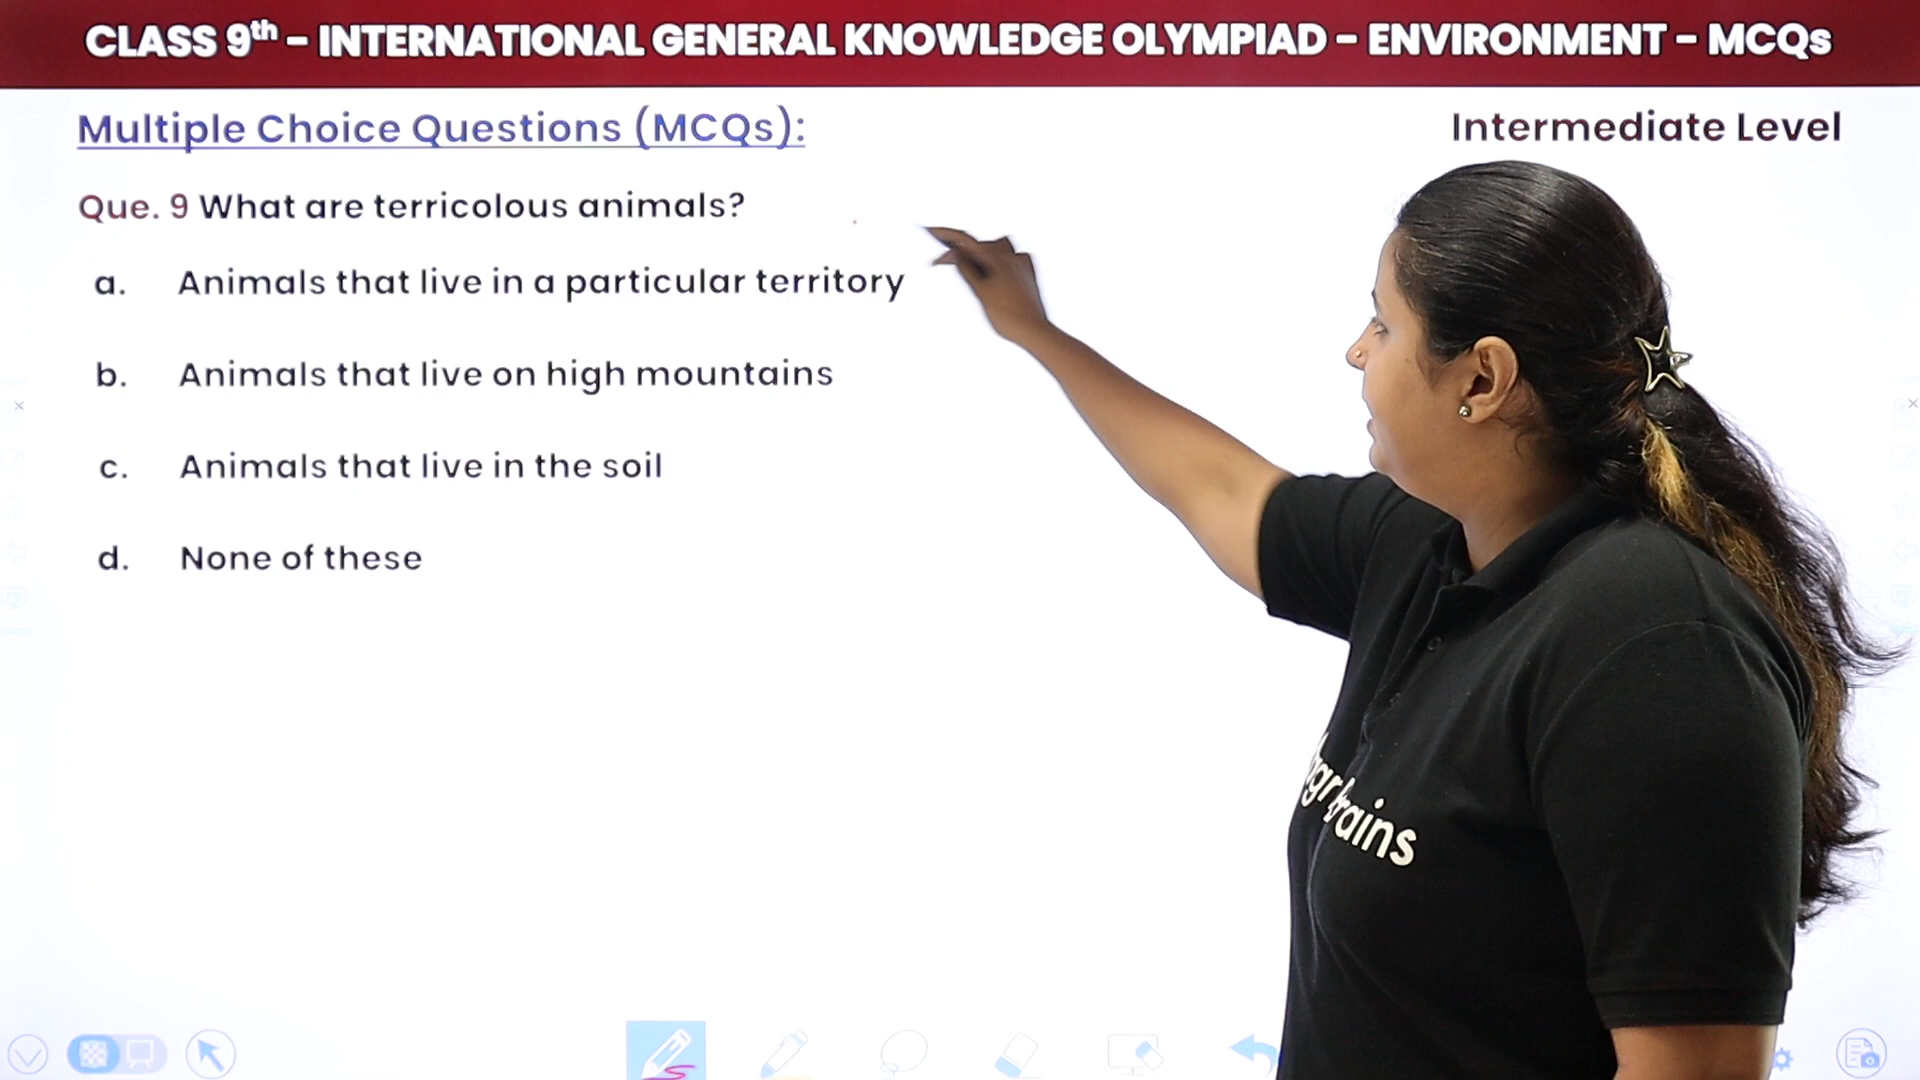 CLASS 9th - INTERNATIONAL GENERAL KNOWLEDGE OLYMPIAD - ENVIRONMENT - MCQs
Multiple Choice Questions (MCQs):
Intermediate Level
Que. 9 What are terricolous animals?
a. Animals that live in a particular territory
b. Animals that live on high mountains
c. Animals that live in the soil
d. None of these